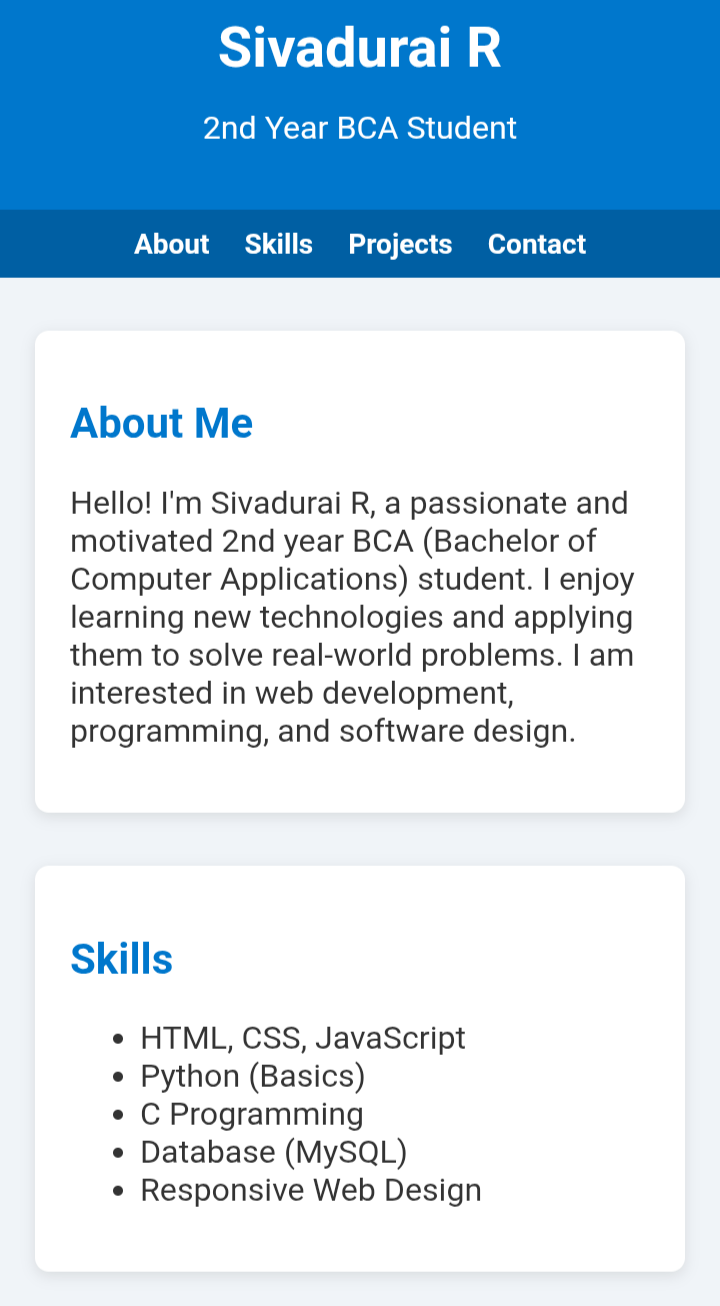 Sivadurai R
2nd Year BCA Student
About Skills Projects Contact
About Me
Hello! I'm Sivadurai R, a passionate and
motivated 2nd year BCA (Bachelor of
Computer Applications) student. I enjoy
learning new technologies and applying
them to solve real-world problems. I am
interested in web development,
programming, and software design.
Skills
• HTML, CSS, JavaScript
• Python (Basics)
• C Programming
• Database (MySQL)
• Responsive Web Design